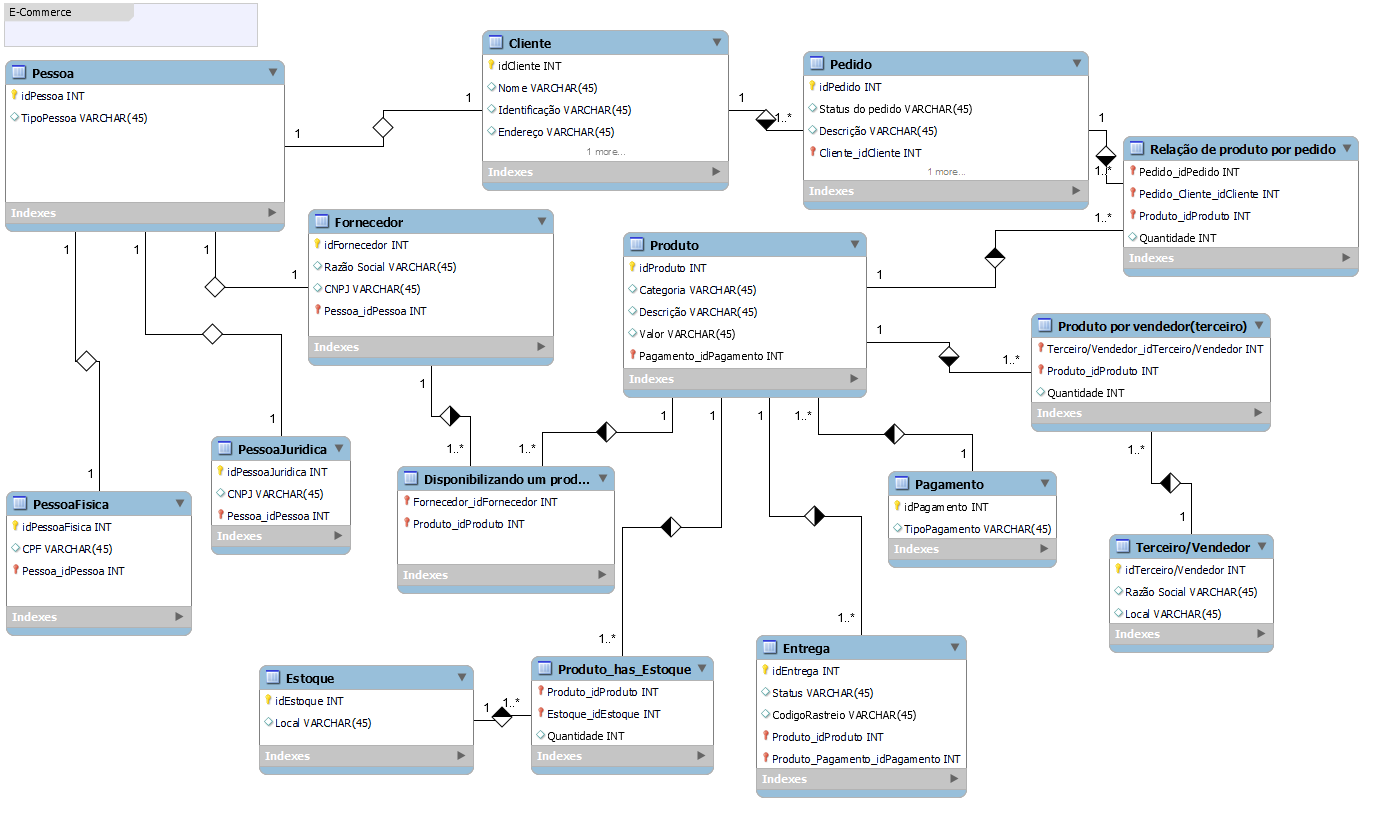 E-Commerce
Pessoa
idPessoa INT
TipoPessoa VARCHAR(45)
Indexes
Cliente
idCliente INT
Nome VARCHAR(45)
Identificação VARCHAR(45)
Endereço VARCHAR(45)
1 more...
Indexes
Pedido
idPedido INT
Status do pedido VARCHAR(45)
Descrição VARCHAR(45)
Cliente_idCliente INT
1 more...
Indexes
Relação de produto por pedido
Pedido_idPedido INT
Pedido_Cliente_idCliente INT
Produto_idProduto INT
Quantidade INT
Indexes
1
1
1
1..*
1
1..*
1..*
1
Fornecedor
idFornecedor INT
Razão Social VARCHAR(45)
CNPJ VARCHAR(45)
Pessoa_idPessoa INT
Indexes
Produto
idProduto INT
Categoria VARCHAR(45)
Descrição VARCHAR(45)
Valor VARCHAR(45)
Pagamento_idPagamento INT
Indexes
Produto por vendedor(terceiro)
Terceiro/Vendedor_idTerceiro/Vendedor INT
Produto_idProduto INT
Quantidade INT
Indexes
1
1
1
1
1
1..*
1
1..*
1
1..*
1
1
1
1..*
1..*
1
PessoaJuridica
idPessoaJuridica INT
CNPJ VARCHAR(45)
Pessoa_idPessoa INT
Indexes
1
1
PessoaFisica
idPessoaFisica INT
CPF VARCHAR(45)
Pessoa_idPessoa INT
Indexes
Disponibilizando um prod...
Fornecedor_idFornecedor INT
Produto_idProduto INT
Indexes
Pagamento
idPagamento INT
TipoPagamento VARCHAR(45)
Indexes
1
Terceiro/Vendedor
idTerceiro/Vendedor INT
Razão Social VARCHAR(45)
Local VARCHAR(45)
Indexes
1
1..*
1..*
Estoque
idEstoque INT
Local VARCHAR(45)
Indexes
1
1..*
Produto_has_Estoque
Produto_idProduto INT
Estoque_idEstoque INT
Quantidade INT
Indexes
Entrega
idEntrega INT
Status VARCHAR(45)
CodigoRastreio VARCHAR(45)
Produto_idProduto INT
Produto_Pagamento_idPagamento INT
Indexes